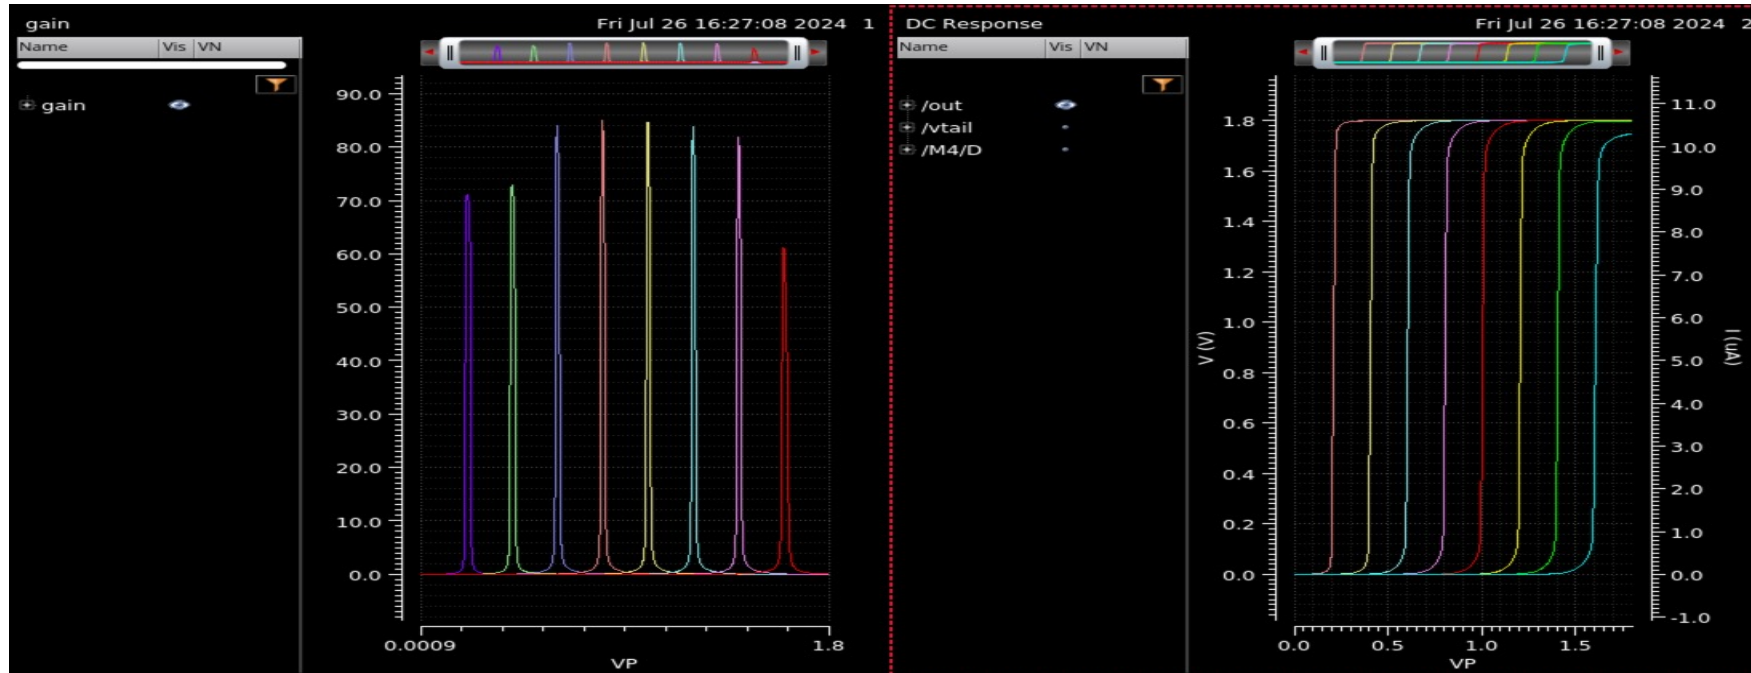 gain
Fri Jul 26 16:27:08 2024 1
Name Vis VN
gain
90.0
80.0
70.0
60.0
50.0
40.0
30.0
20.0
10.0
0.0
0.0009 1.8
VP
DC Response
Fri Jul 26 16:27:08 2024 2
Name Vis VN
/out
/vtail
/M4/D
V (V)
1.8
1.6
1.4
1.2
1.0
0.8
0.6
0.4
0.2
0.0
11.0
10.0
9.0
8.0
7.0
6.0
5.0
4.0
3.0
2.0
1.0
0.0
-1.0
I (uA)
0.0 0.5 1.0 1.5
VP